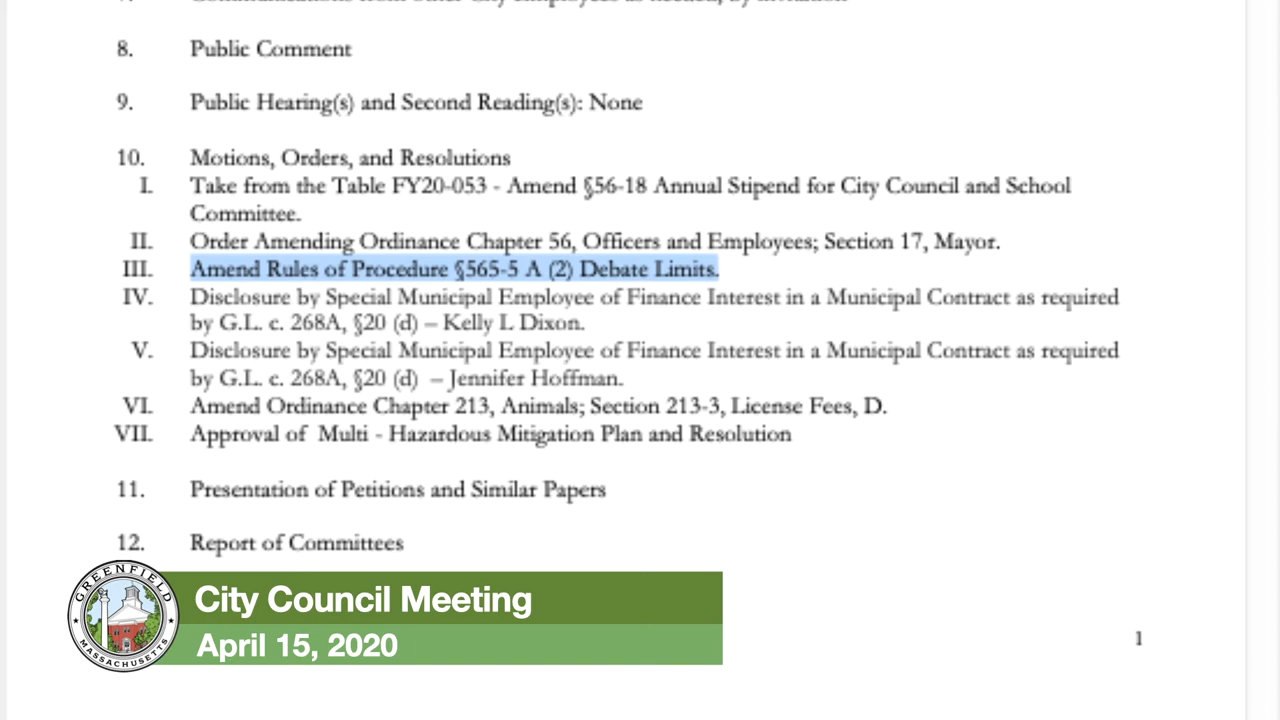 8. Public Comment
9. Public Hearing(s) and Second Reading(s): None
10. Motions, Orders, and Resolutions
I. Take from the Table FY20-053 - Amend §56-18 Annual Stipend for City Council and School
Committee.
II. Order Amending Ordinance Chapter 56, Officers and Employees; Section 17, Mayor.
III. Amend Rules of Procedure §565-5 A (2) Debate Limits.
IV. Disclosure by Special Municipal Employee of Finance Interest in a Municipal Contract as required
by G.L. c. 268A, §20 (d) – Kelly L Dixon.
V. Disclosure by Special Municipal Employee of Finance Interest in a Municipal Contract as required
by G.L. c. 268A, §20 (d) – Jennifer Hoffman.
VI. Amend Ordinance Chapter 213, Animals; Section 213-3, License Fees, D.
VII. Approval of Multi - Hazardous Mitigation Plan and Resolution
11. Presentation of Petitions and Similar Papers
12. Report of Committees
GREENFIELD
MASSACHUSETTS
City Council Meeting
April 15, 2020
1